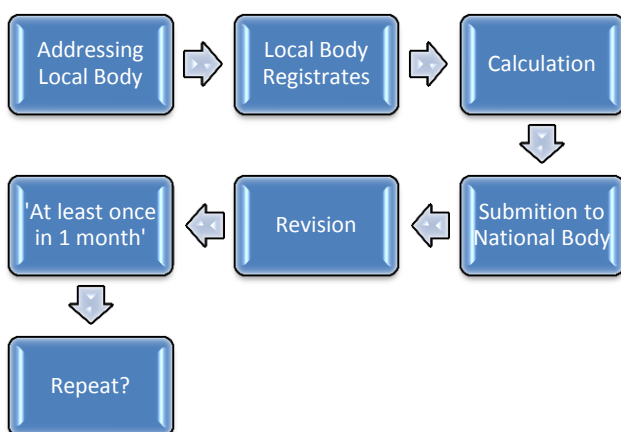 Addressing
Local Body
Local Body
Registrates
Calculation
Submition to
National Body
Revision
'At least once
in 1 month'
Repeat?